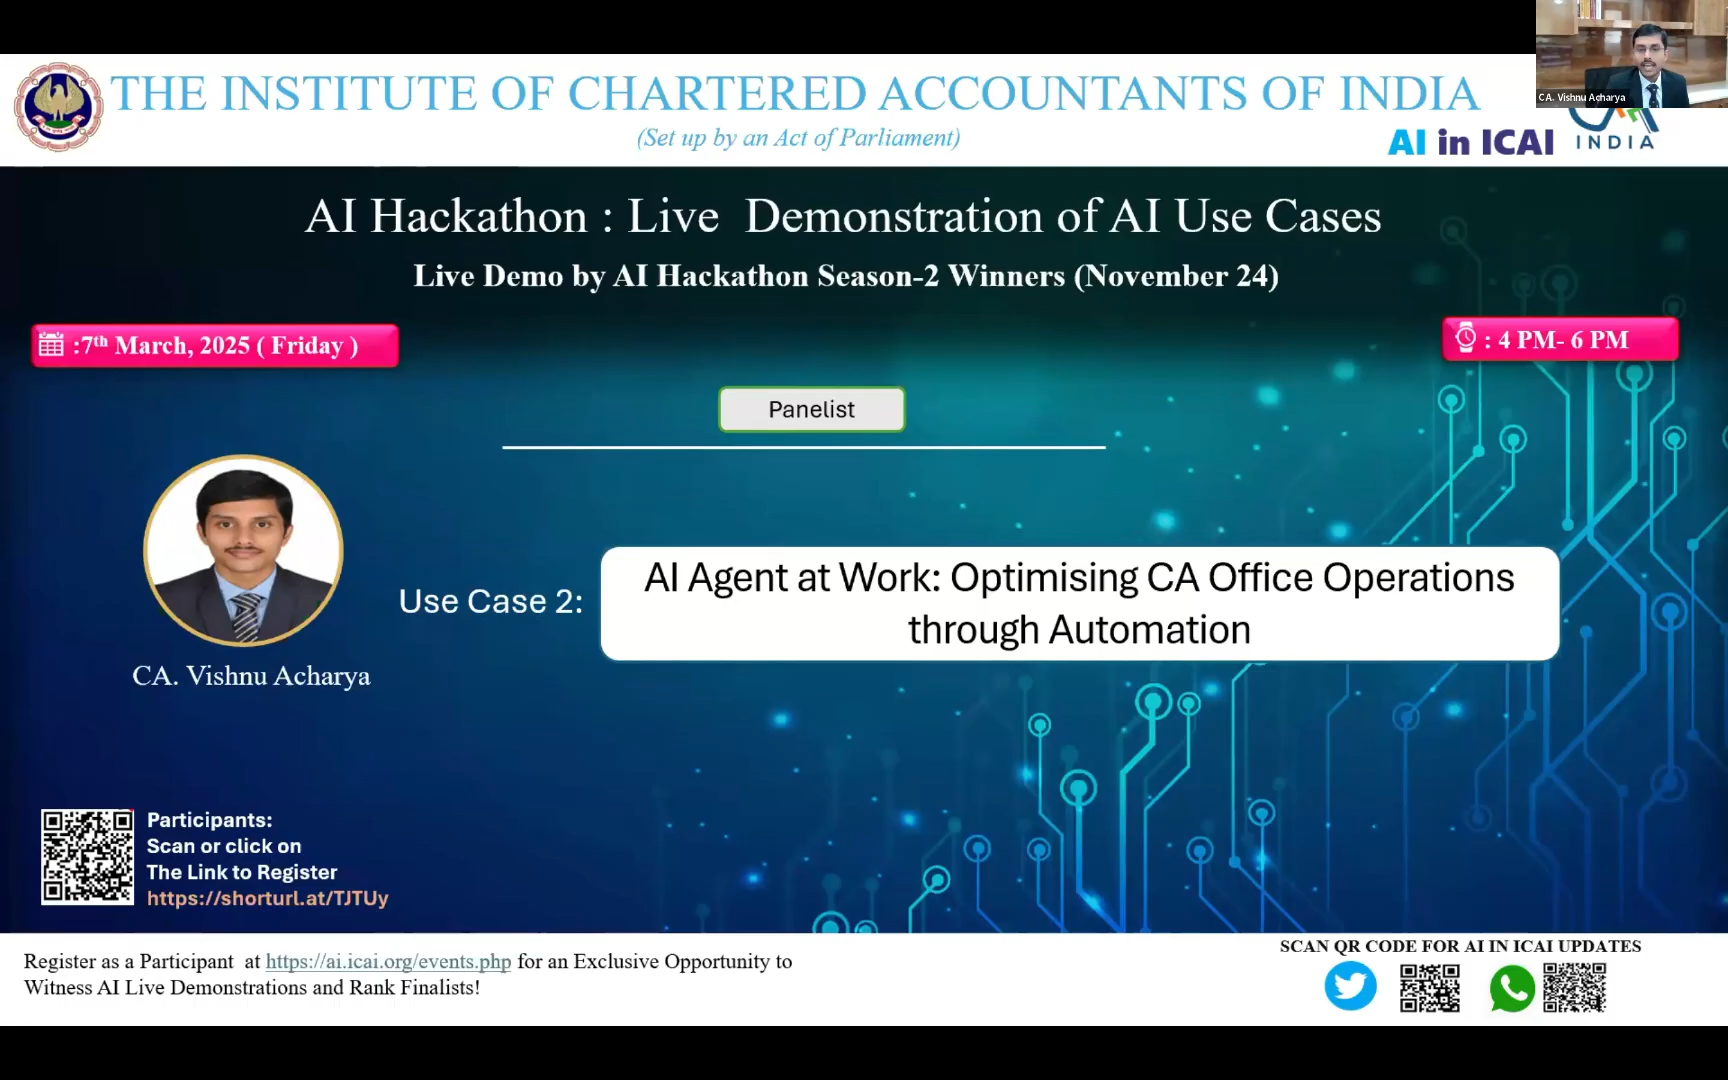 THE INSTITUTE OF CHARTERED ACCOUNTANTS OF INDIA
(Set up by an Act of Parliament)
CA. Vishnu Acharya
AI in ICAI
INDIA
AI Hackathon : Live Demonstration of AI Use Cases
Live Demo by AI Hackathon Season-2 Winners (November 24)
:7th March, 2025 ( Friday )
: 4 PM- 6 PM
Panelist
Use Case 2:
AI Agent at Work: Optimising CA Office Operations
through Automation
CA. Vishnu Acharya
Participants:
Scan or click on
The Link to Register
https://shorturl.at/TJTUy
Register as a Participant at https://ai.icai.org/events.php for an Exclusive Opportunity to
Witness AI Live Demonstrations and Rank Finalists!
SCAN QR CODE FOR AI IN ICAI UPDATES